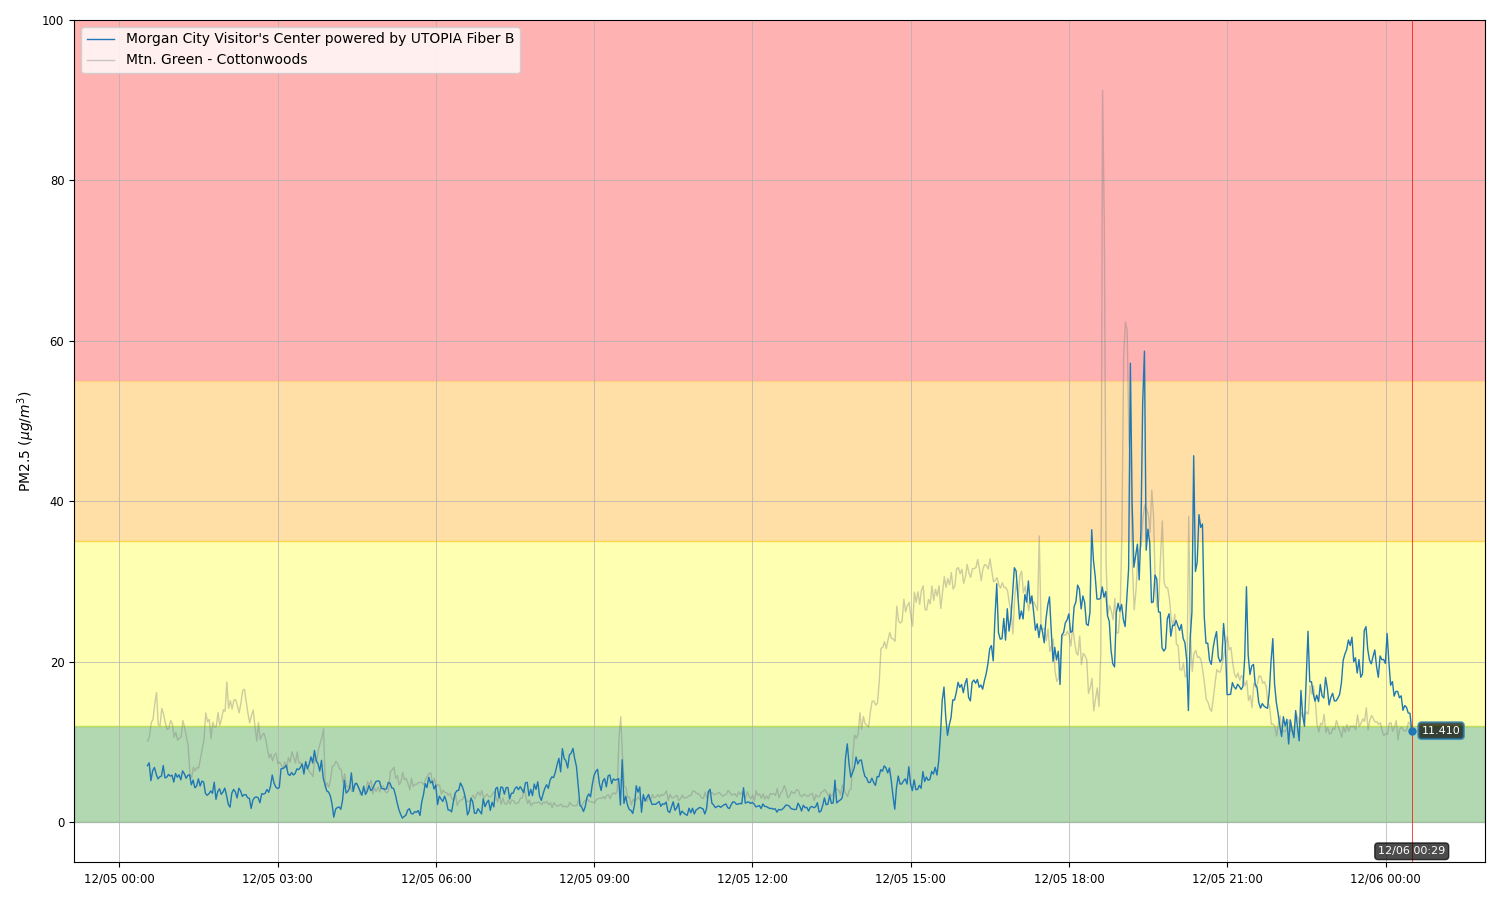 100
80
60
40
20
0
PM2.5 (μg/m³)
Morgan City Visitor's Center powered by UTOPIA Fiber B
Mtn. Green - Cottonwoods
11.410
12/06 00:29
12/05 00:00 12/05 03:00 12/05 06:00 12/05 09:00 12/05 12:00 12/05 15:00 12/05 18:00 12/05 21:00 12/06 00:00